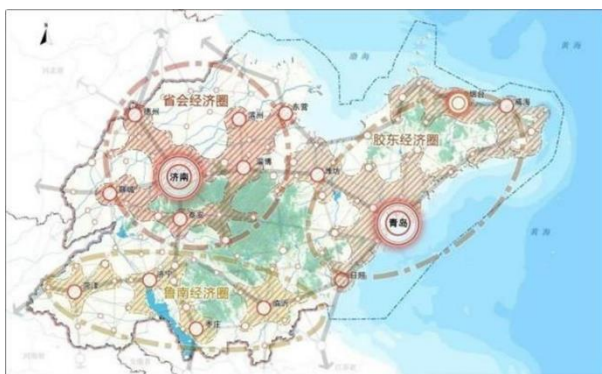 渤海
黄海
烟台
威海
省会经济圈
德州
滨州
东营
胶东经济圈
淄博
潍坊
济南
聊城
泰安
青岛
黄海
日照
济宁
鲁南经济圈
菏泽
临沂
枣庄